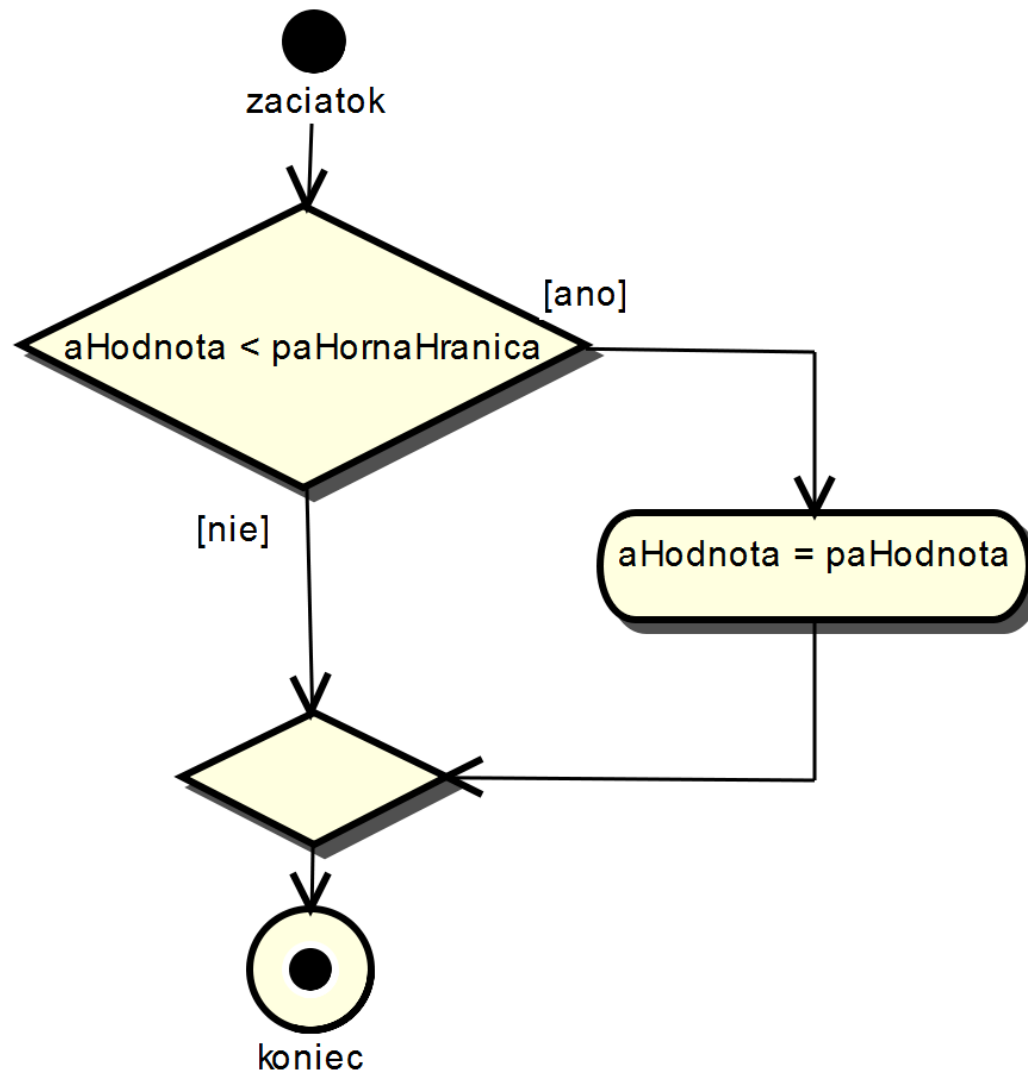 zaciatok
[ano]
aHodnota < paHornaHranica
[nie]
aHodnota = paHodnota
koniec